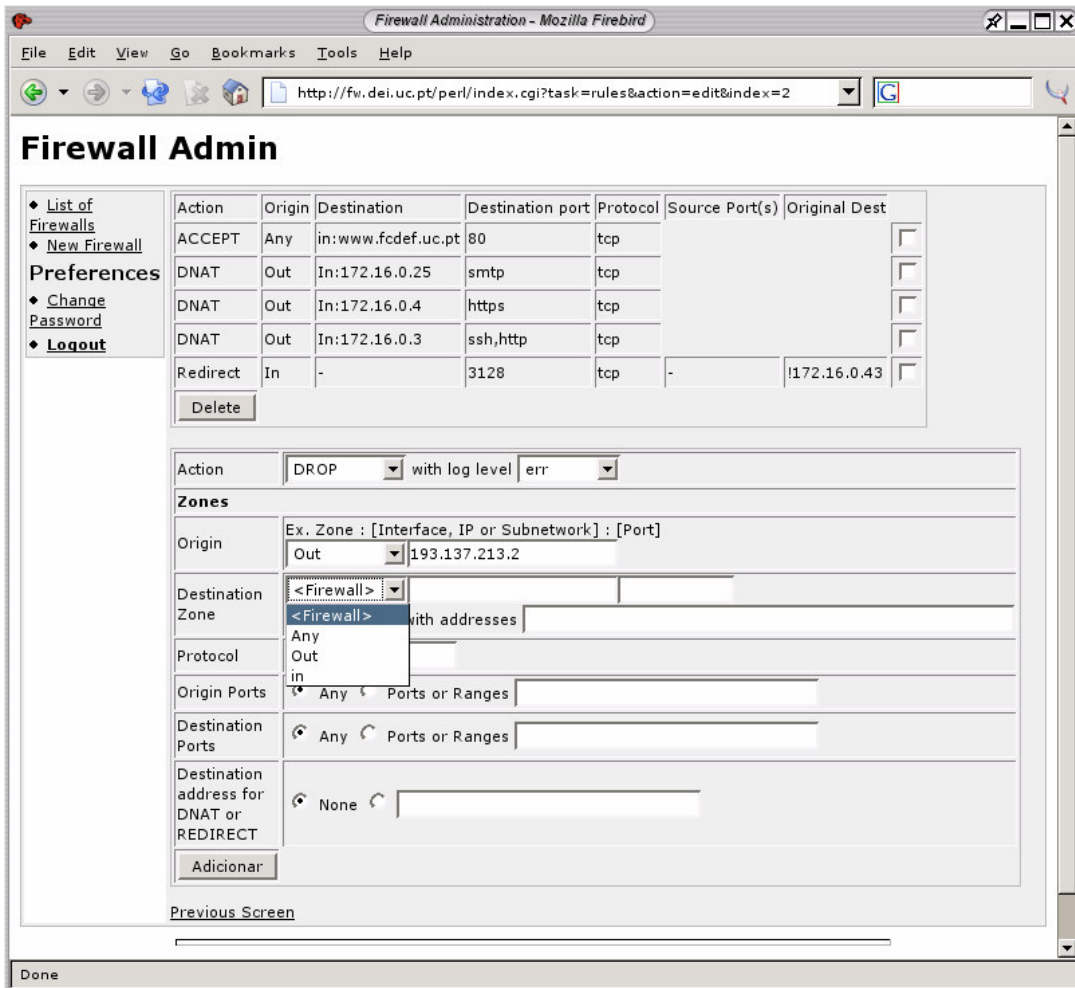 Firewall Administration - Mozilla Firebird
File Edit View Go Bookmarks Tools Help
http://fw.dei.uc.pt/perl/index.cgi?task=rules&action=edit&index=2
G
Firewall Admin
List of
Firewalls
New Firewall
Preferences
Change
Password
Logout
Action Origin Destination Destination port Protocol Source Port(s) Original Dest
ACCEPT Any in:www.fcdef.uc.pt 80 tcp
DNAT Out In:172.16.0.25 smtp tcp
DNAT Out In:172.16.0.4 https tcp
DNAT Out In:172.16.0.3 ssh,http tcp
Redirect In - 3128 tcp - !172.16.0.43
Delete
Action DROP with log level err
Zones
Origin
Ex. Zone : [Interface, IP or Subnetwork] : [Port]
Out 193.137.213.2
Destination
Zone
<Firewall>
<Firewall>
Any
Out
in
with addresses
Protocol
Origin Ports Any Ports or Ranges
Destination
Ports
Any Ports or Ranges
Destination
address for
DNAT or
REDIRECT
None
Adicionar
Previous Screen
Done